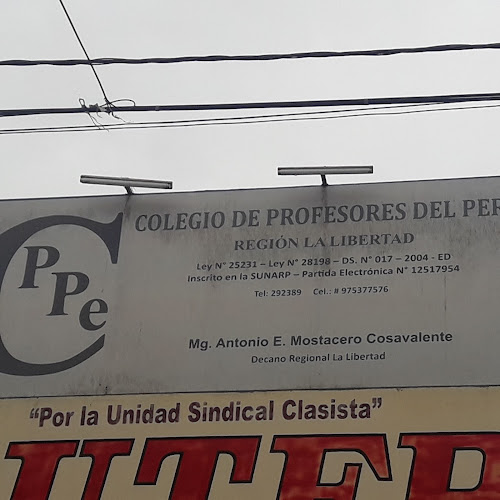 CPPe
COLEGIO DE PROFESORES DEL PER
REGIÓN LA LIBERTAD
Ley N° 25231 – Ley N° 28198 – DS. N° 017 – 2004 - ED
Inscrito en la SUNARP – Partida Electrónica N° 12517954
Tel: 292389 Cel.: # 975377576
Mg. Antonio E. Mostacero Cosavalente
Decano Regional La Libertad
“Por la Unidad Sindical Clasista”
UTEP